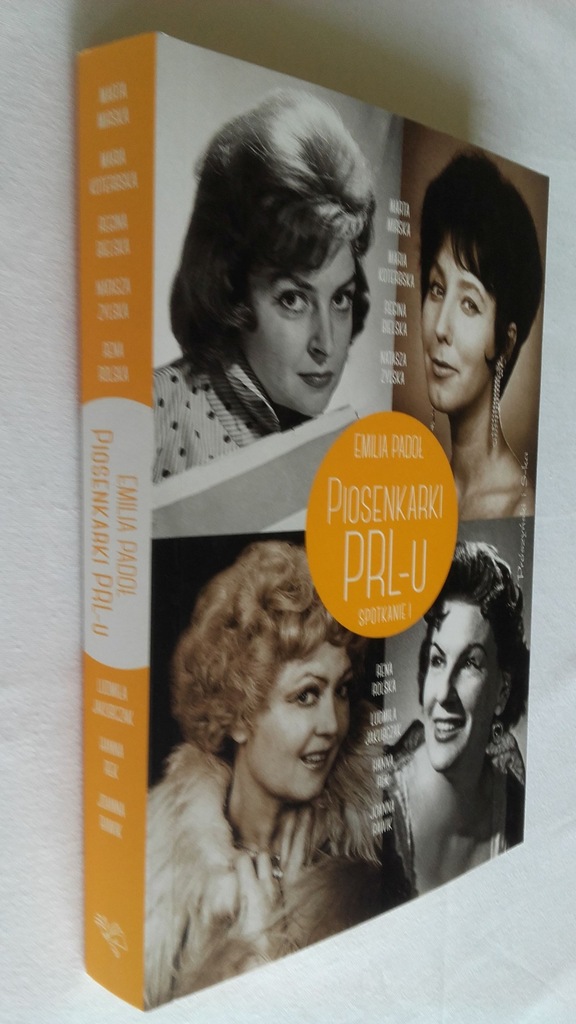 MARTA
MIRSKA
MARIA
KOTERBSKA
REGINA
BIELSKA
NATASZA
ZYLSKA
RENA
ROLSKA
EMILIA PADOŁ
PIOSENKARKI PRL-U
LUDMIŁA
JAKUBCZAK
HANNA
REK
JOANNA
RAWIK
MARTA
MIRSKA
MARIA
KOTERBSKA
REGINA
BIELSKA
NATASZA
ZYLSKA
EMILIA PADOŁ
PIOSENKARKI
PRL-U
SPOTKANIE I
RENA
ROLSKA
LUDMIŁA
JAKUBCZAK
HANNA
REK
JOANNA
RAWIK
Prószyński i S-ka